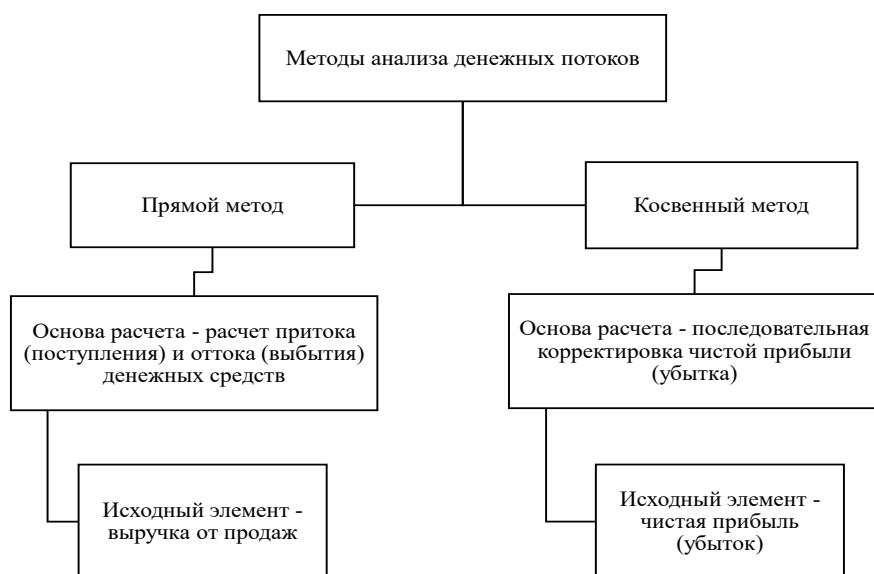 Методы анализа денежных потоков
Прямой метод
Косвенный метод
Основа расчета - расчет притока
(поступления) и оттока (выбытия)
денежных средств
Основа расчета - последовательная
корректировка чистой прибыли
(убытка)
Исходный элемент -
выручка от продаж
Исходный элемент -
чистая прибыль
(убыток)